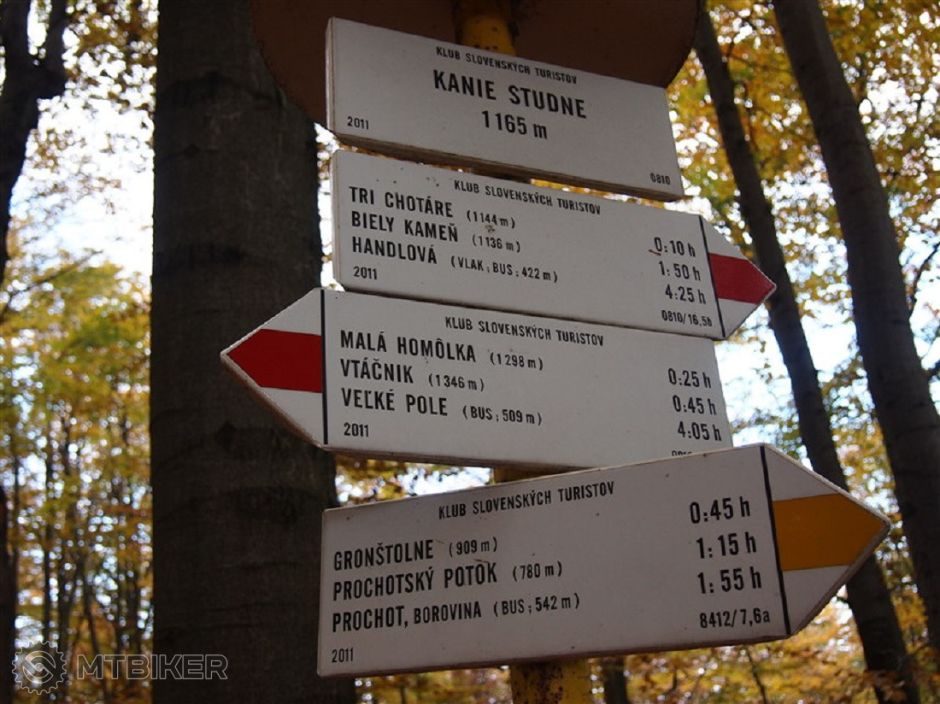 KLUB SLOVENSKÝCH TURISTOV
KANIE STUDNE
1165 m
2011 0810
KLUB SLOVENSKÝCH TURISTOV
TRI CHOTÁRE (1144 m) 0:10 h
BIELY KAMEŇ (1136 m) 1:50 h
HANDLOVÁ (VLAK; BUS; 422 m) 4:25 h
2011 0810/16,5b
KLUB SLOVENSKÝCH TURISTOV
MALÁ HOMÔLKA (1298 m) 0:25 h
VTÁČNIK (1346 m) 0:45 h
VEĽKÉ POLE (BUS; 509 m) 4:05 h
2011
KLUB SLOVENSKÝCH TURISTOV
GRONŠTOLNE (909 m) 0:45 h
PROCHOTSKÝ POTOK (780 m) 1:15 h
PROCHOT, BOROVINA (BUS; 542 m) 1:55 h
2011 8412/7,6a
MTBIKER